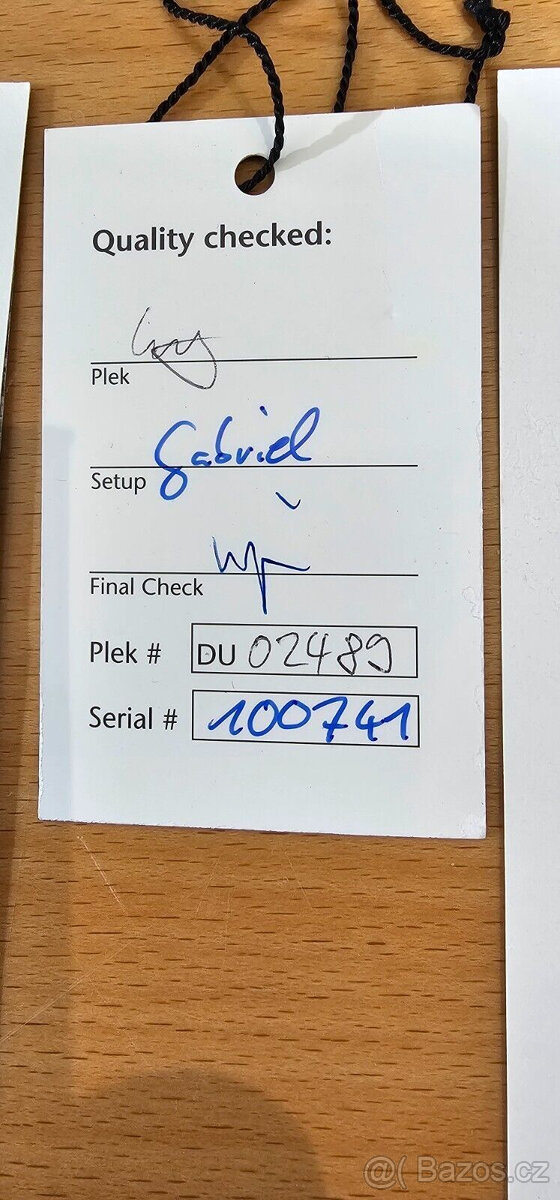 Quality checked:
Plek
Gabriel
Setup
Final Check
Plek # DU 02489
Serial # 100741
@( Bazos.cz